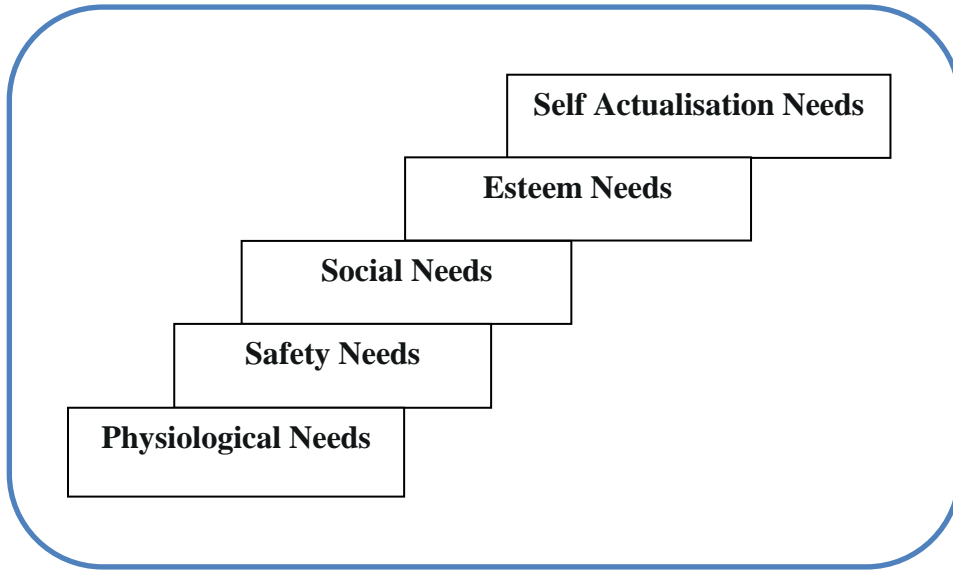 Self Actualisation Needs
Esteem Needs
Social Needs
Safety Needs
Physiological Needs